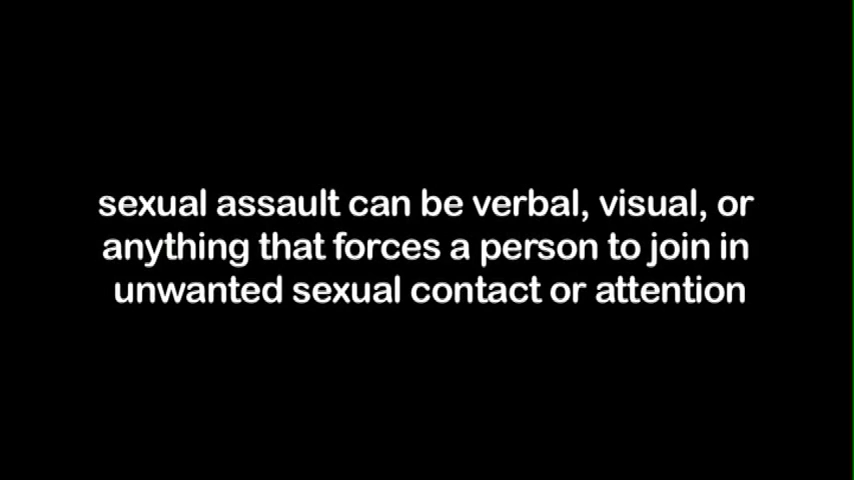 sexual assault can be verbal, visual, or
anything that forces a person to join in
unwanted sexual contact or attention